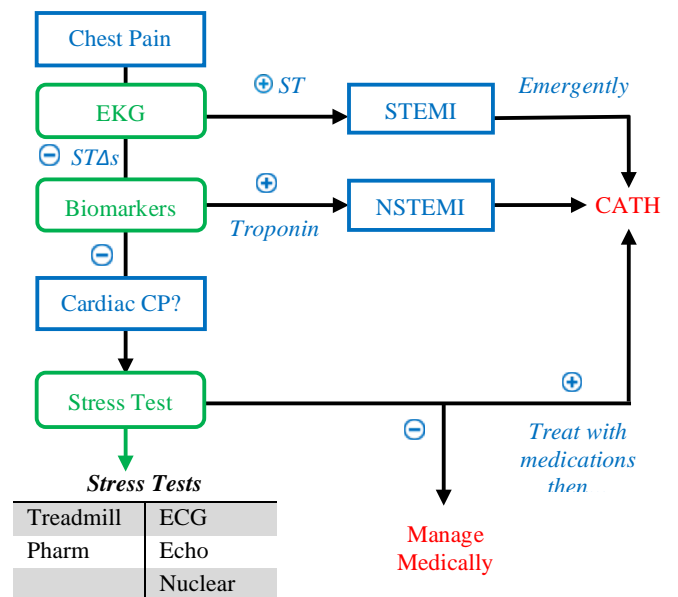 Chest Pain
⊕ ST
Emergently
EKG
STEMI
⊖ STΔs
⊕
Biomarkers
NSTEMI
CATH
Troponin
⊖
Cardiac CP?
⊕
Stress Test
⊖
Treat with
medications
then
Stress Tests
Treadmill ECG
Pharm Echo
Nuclear
Manage
Medically